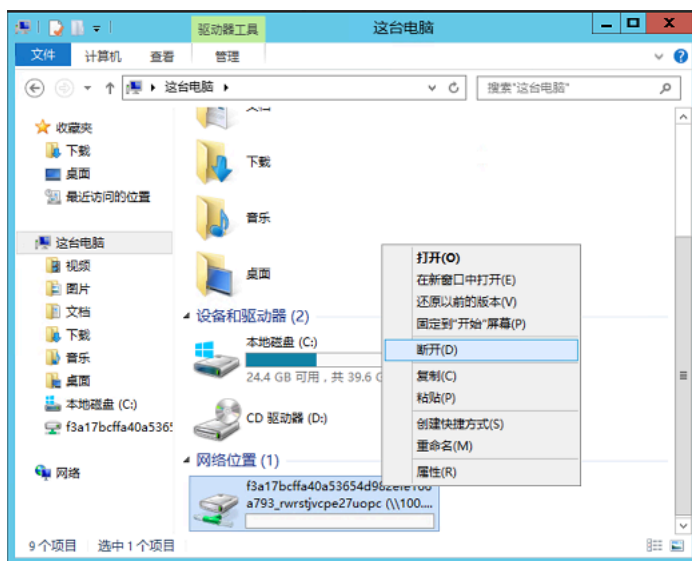 驱动器工具
这台电脑
文件
计算机
查看
管理
这台电脑
搜索"这台电脑"
收藏夹
下载
桌面
最近访问的位置
这台电脑
视频
图片
文档
下载
音乐
桌面
本地磁盘 (C:)
f3a17bcffa40a5365
网络
下载
音乐
桌面
设备和驱动器 (2)
本地磁盘 (C:)
24.4 GB 可用，共 39.6 G
CD 驱动器 (D:)
网络位置 (1)
f3a17bcffa40a53654d982efe100
a793_rwrstjvcpe27uopc (\\100....
打开(O)
在新窗口中打开(E)
还原以前的版本(V)
固定到"开始"屏幕(P)
断开(D)
复制(C)
粘贴(P)
创建快捷方式(S)
重命名(M)
属性(R)
9 个项目
选中 1 个项目